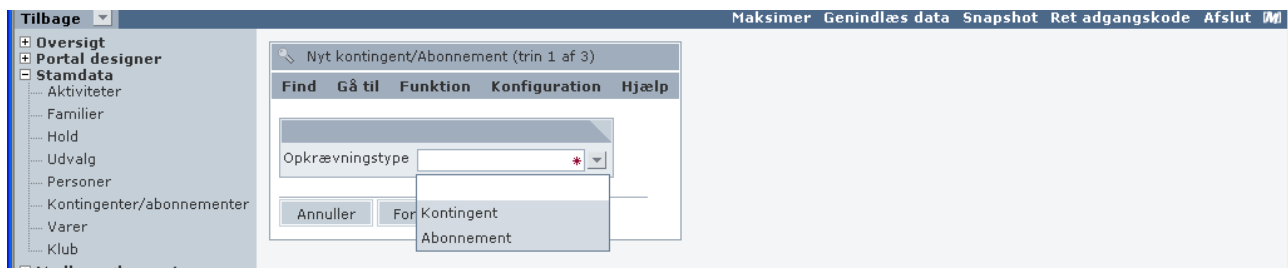 Tilbage
Maksimer Genindlæs data Snapshot Ret adgangskode Afslut
Oversigt
Portal designer
Stamdata
Aktiviteter
Familier
Hold
Udvalg
Personer
Kontingenter/abonnementer
Varer
Klub
Nyt kontingent/Abonnement (trin 1 af 3)
Find Gå til Funktion Konfiguration Hjælp
Opkrævningstype *
Kontingent
Abonnement
Annuller For